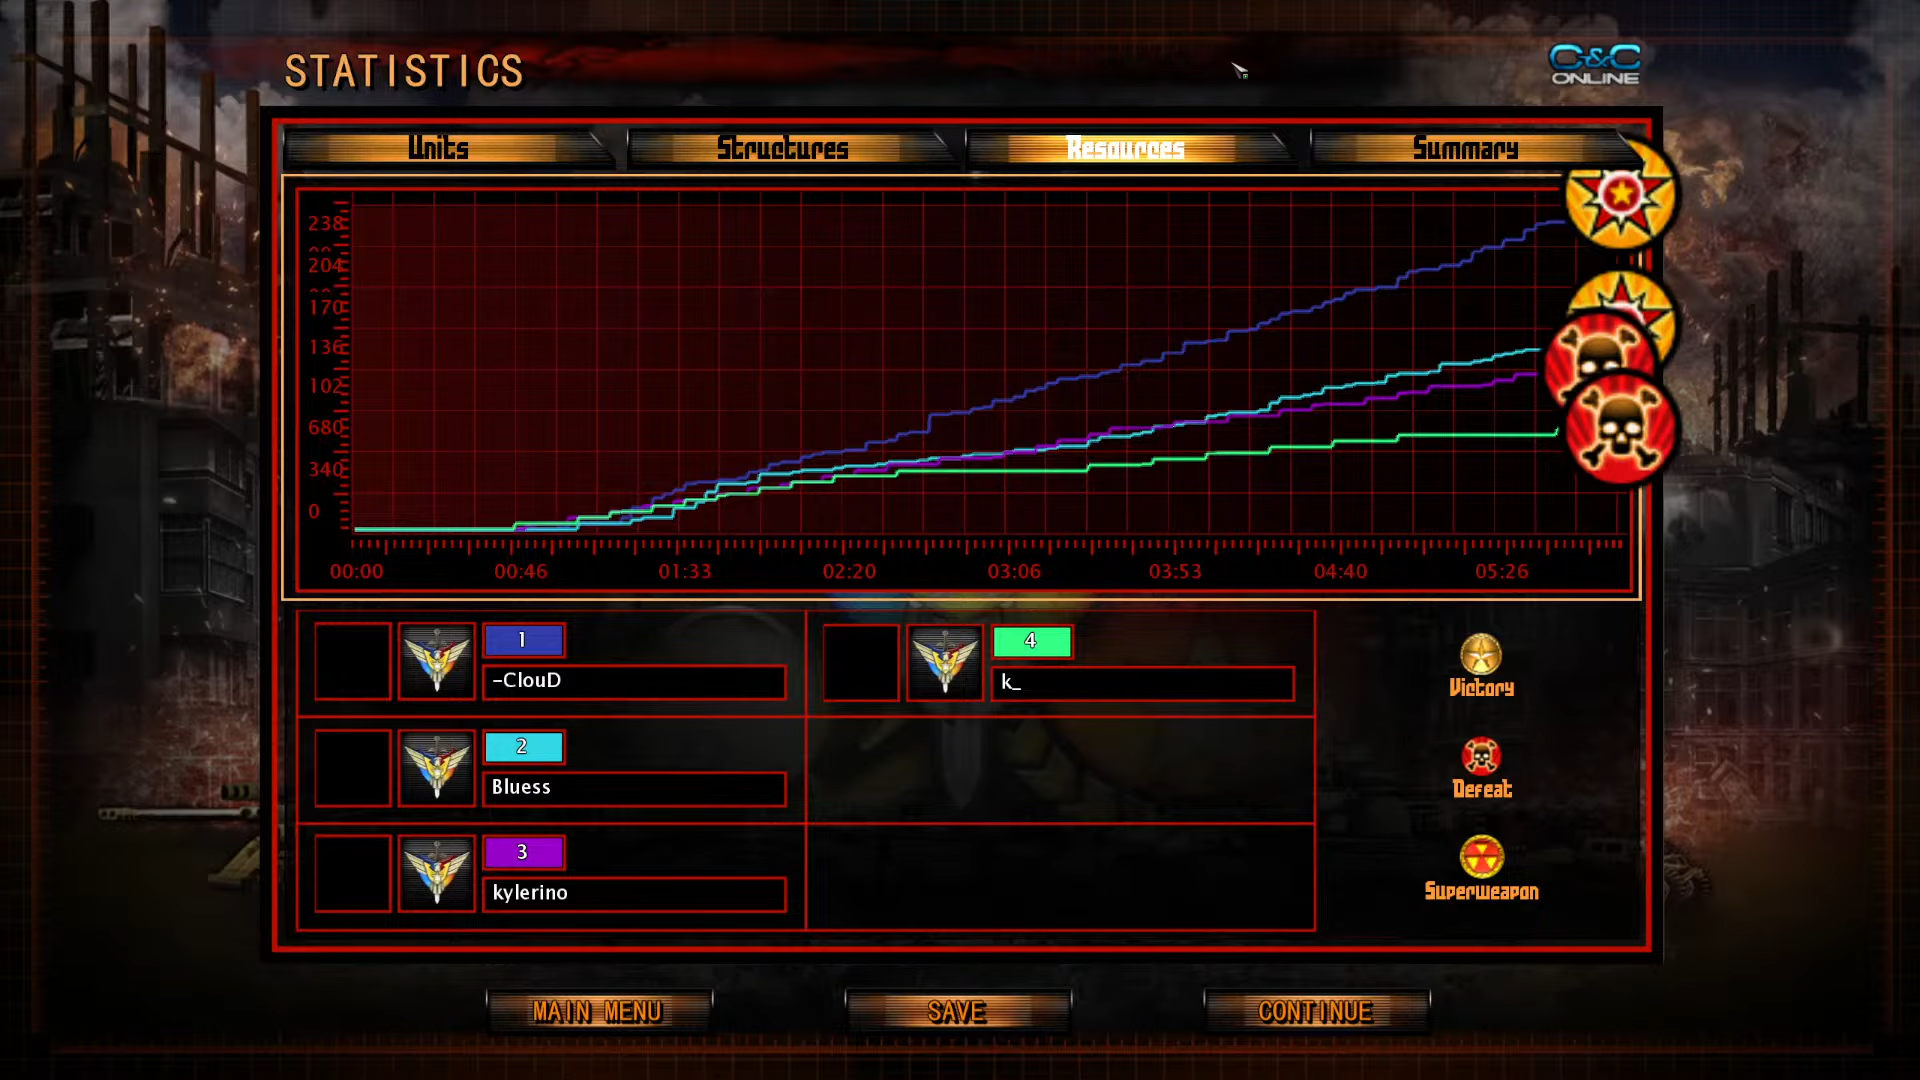 STATISTICS
C&C
ONLINE
Units
Structures
Resources
Summary
238
204
170
136
102
680
340
0
00:00
00:46
01:33
02:20
03:06
03:53
04:40
05:26
1
-ClouD
4
k_
2
Bluess
3
kylerino
Victory
Defeat
Superweapon
MAIN MENU
SAVE
CONTINUE